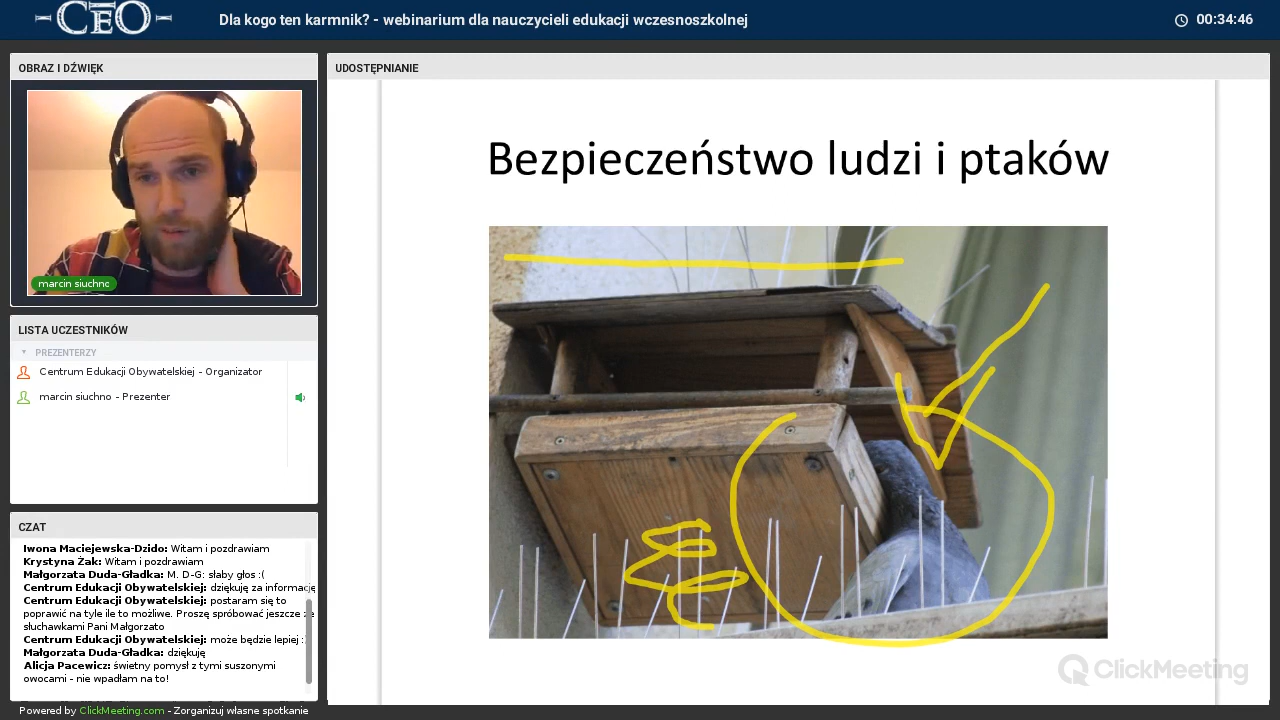 CEO
Dla kogo ten karmnik? - webinarium dla nauczycieli edukacji wczesnoszkolnej
00:34:46
OBRAZ I DŹWIĘK
marcin siuchno
LISTA UCZESTNIKÓW
PREZENTERZY
Centrum Edukacji Obywatelskiej - Organizator
marcin siuchno - Prezenter
CZAT
Iwona Maciejewska-Dzido: Witam i pozdrawiam
Krystyna Żak: Witam i pozdrawiam
Małgorzata Duda-Gładka: M. D-G: słaby głos :(
Centrum Edukacji Obywatelskiej: dziękuję za informację
Centrum Edukacji Obywatelskiej: postaram się to
poprawić na tyle ile to możliwe. Proszę spróbować jeszcze ze
słuchawkami Pani Małgorzato
Centrum Edukacji Obywatelskiej: może będzie lepiej :
Małgorzata Duda-Gładka: dziękuję
Alicja Pacewicz: świetny pomysł z tymi suszonymi
owocami - nie wpadłam na to!
Powered by ClickMeeting.com - Zorganizuj własne spotkanie
UDOSTĘPNIANIE
Bezpieczeństwo ludzi i ptaków
ClickMeeting